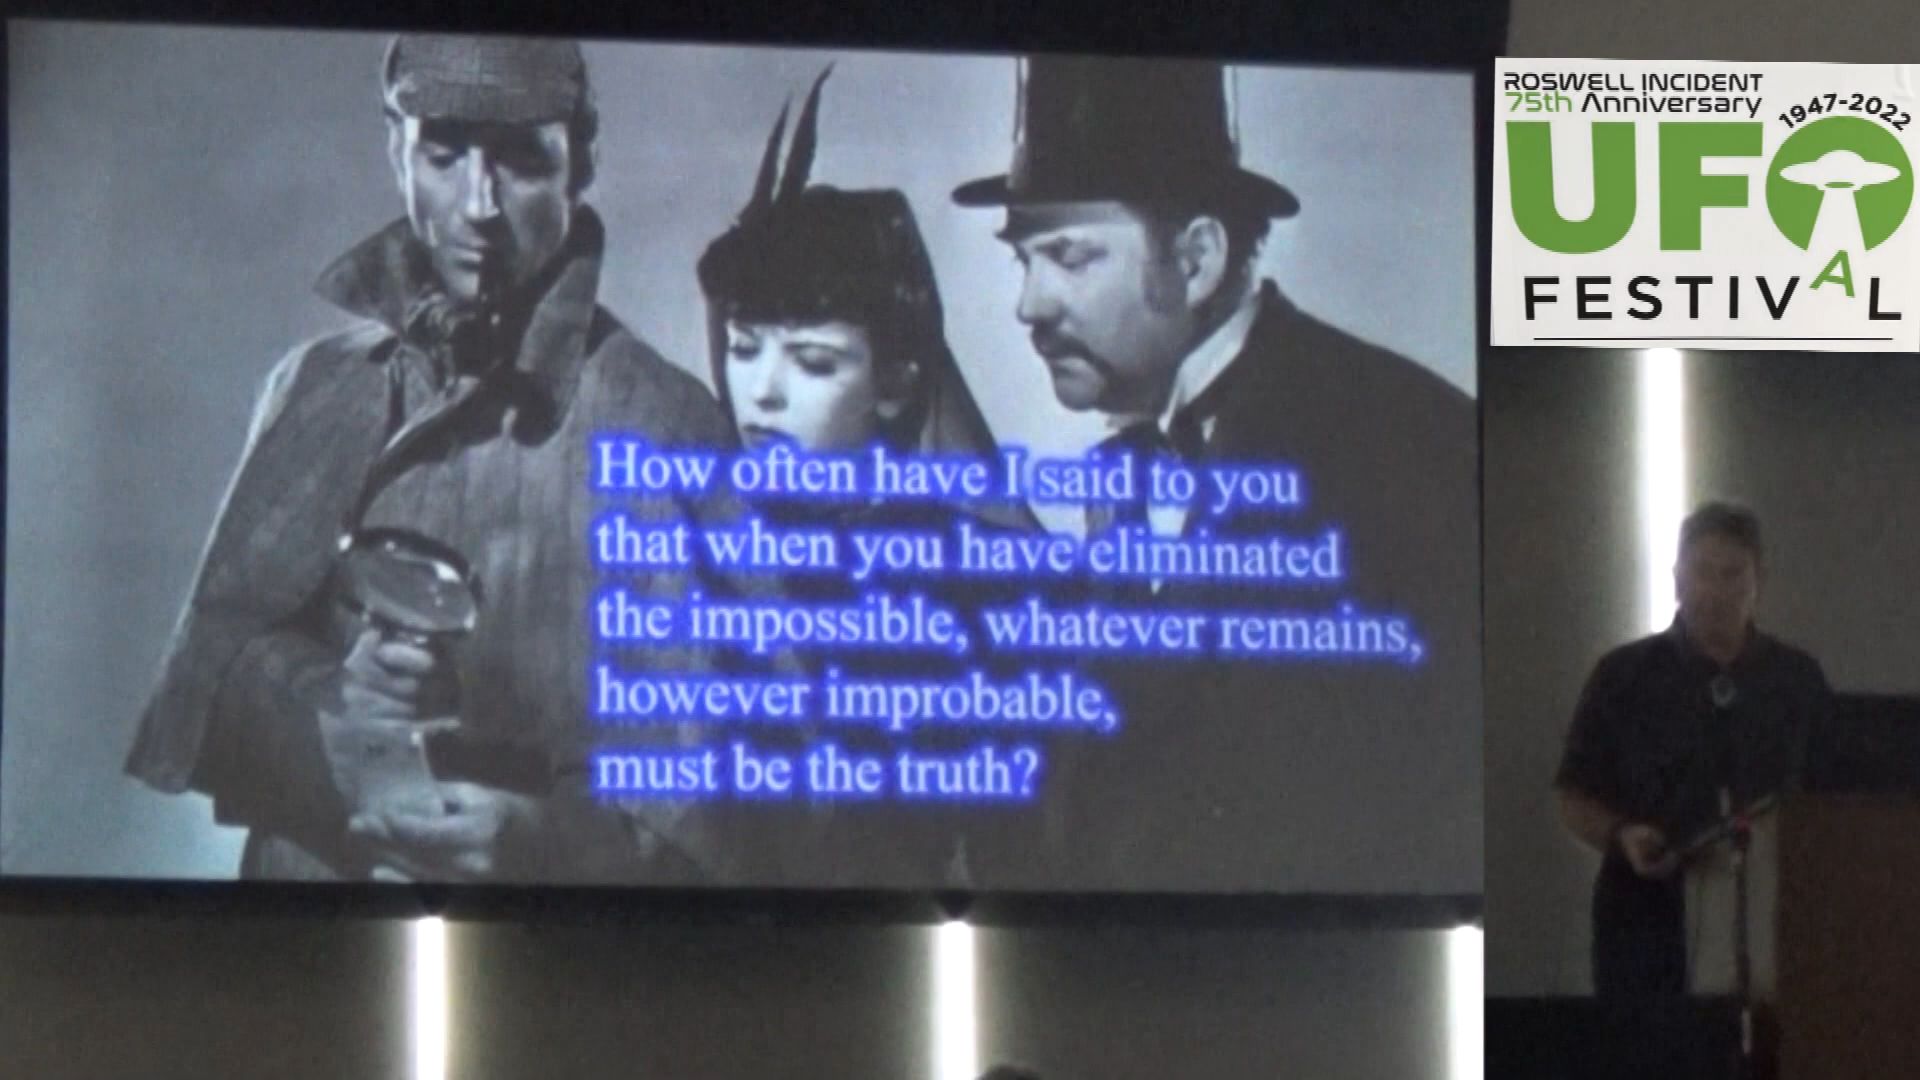 How often have I said to you
that when you have eliminated
the impossible, whatever remains,
however improbable,
must be the truth?
ROSWELL INCIDENT
75th Anniversary
1947-2022
UFO
FESTIVAL